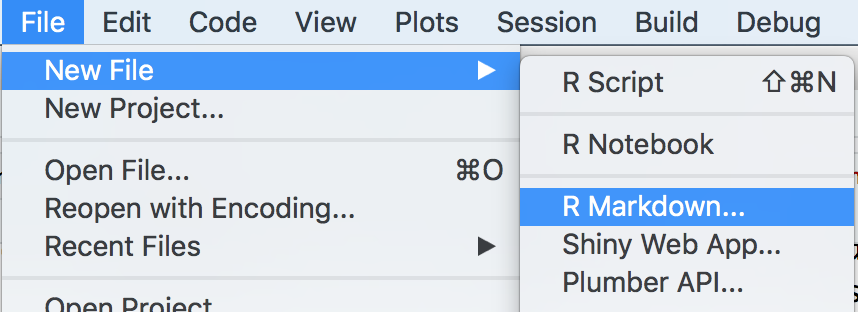 File Edit Code View Plots Session Build Debug
New File ▶
New Project...
Open File... ⌘O
Reopen with Encoding...
Recent Files ▶
Open Project
R Script ⇧⌘N
R Notebook
R Markdown...
Shiny Web App...
Plumber API...